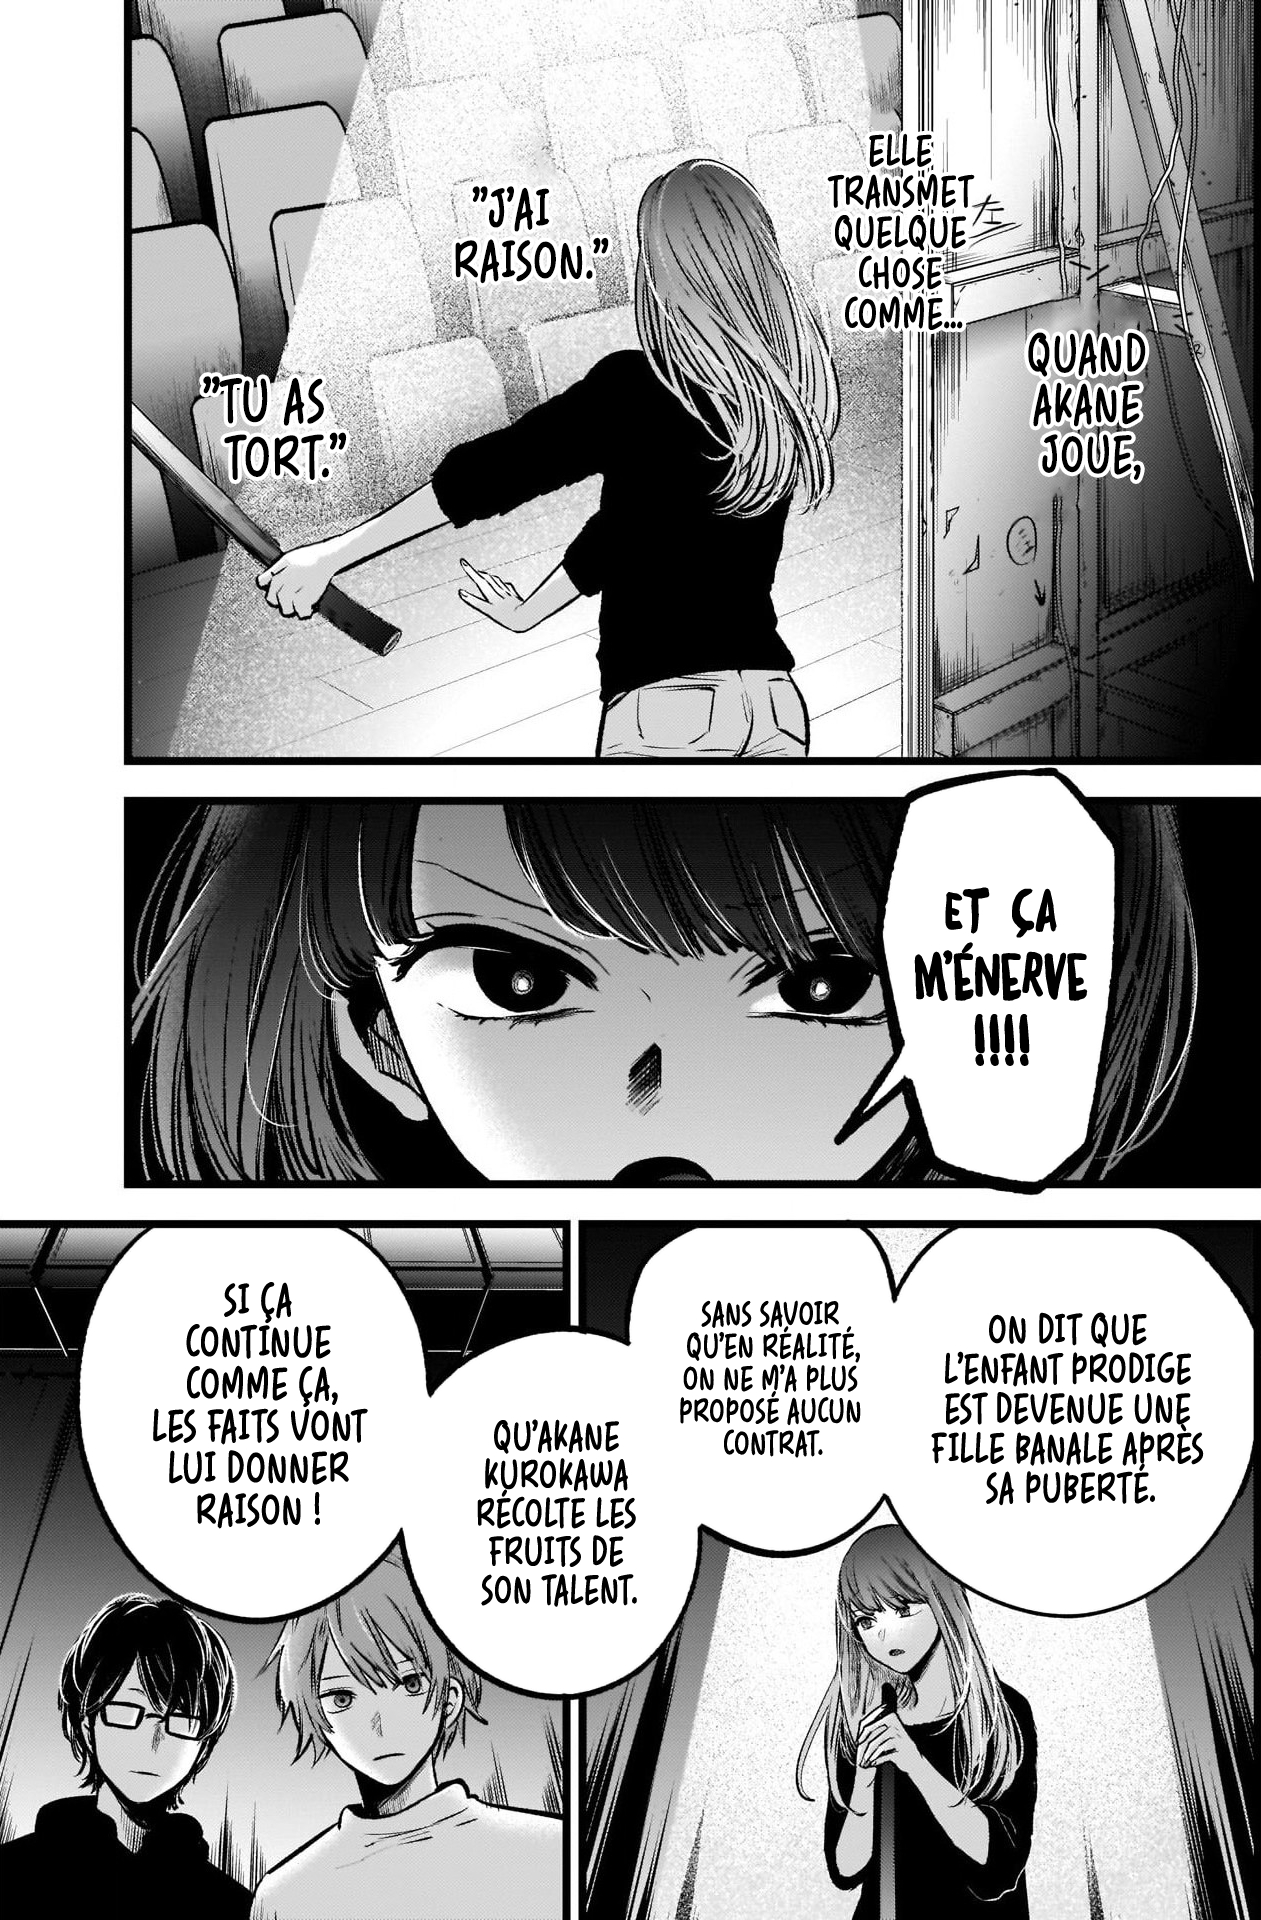 QUAND
AKANE
JOUE,
ELLE
TRANSMET
QUELQUE
CHOSE
COMME...
"J'AI
RAISON."
"TU AS
TORT."
ET ÇA
M'ÉNERVE
!!!!
ON DIT QUE
L'ENFANT PRODIGE
EST DEVENUE UNE
FILLE BANALE APRÈS
SA PUBERTÉ.
SANS SAVOIR
QU'EN RÉALITÉ,
ON NE M'A PLUS
PROPOSÉ AUCUN
CONTRAT.
QU'AKANE
KUROKAWA
RÉCOLTE LES
FRUITS DE
SON TALENT.
SI ÇA
CONTINUE
COMME ÇA,
LES FAITS VONT
LUI DONNER
RAISON !